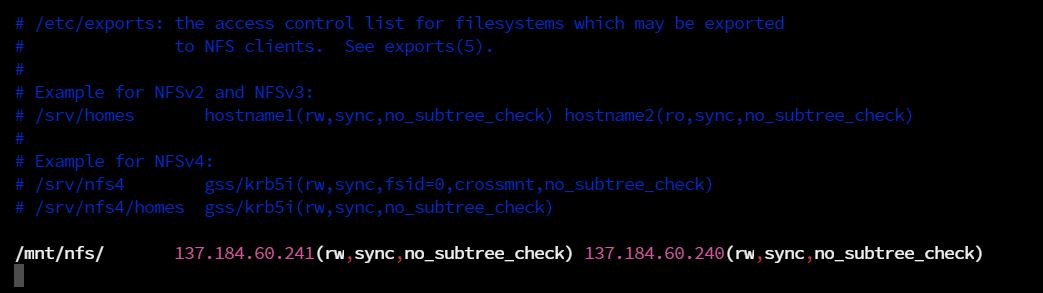 # /etc/exports: the access control list for filesystems which may be exported
#               to NFS clients.  See exports(5).
#
# Example for NFSv2 and NFSv3:
# /srv/homes       hostname1(rw,sync,no_subtree_check) hostname2(ro,sync,no_subtree_check)
#
# Example for NFSv4:
# /srv/nfs4        gss/krb5i(rw,sync,fsid=0,crossmnt,no_subtree_check)
# /srv/nfs4/homes  gss/krb5i(rw,sync,no_subtree_check)

/mnt/nfs/       137.184.60.241(rw,sync,no_subtree_check) 137.184.60.240(rw,sync,no_subtree_check)